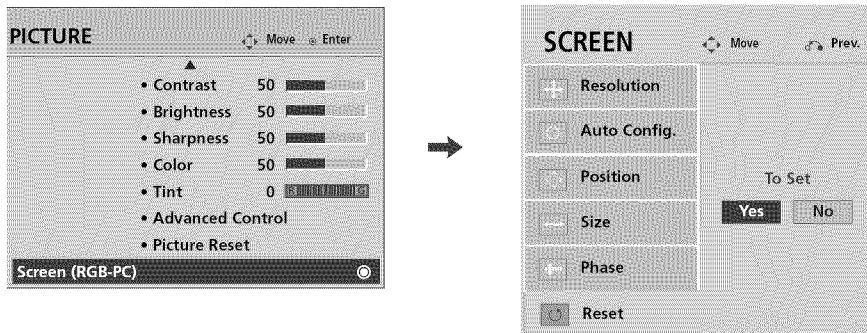 PICTURE
Move Enter
• Contrast 50
• Brightness 50
• Sharpness 50
• Color 50
• Tint 0 R G
• Advanced Control
• Picture Reset
Screen (RGB-PC)
SCREEN
Move Prev.
Resolution
Auto Config.
Position
Size
Phase
Reset
To Set
Yes No